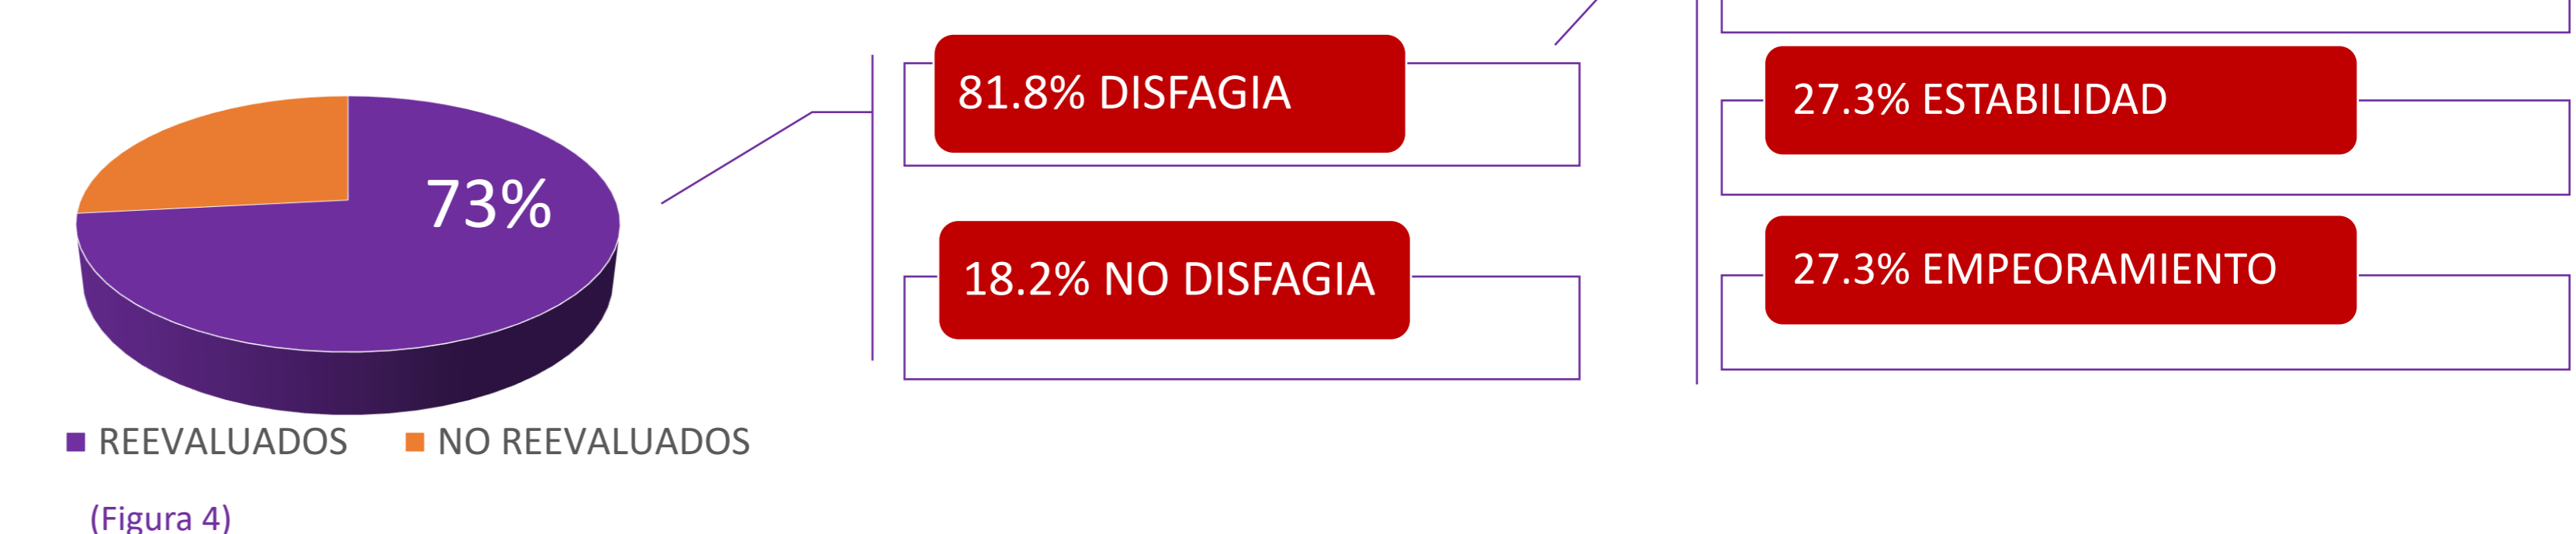 73%
REEVALUADOS
NO REEVALUADOS
81.8% DISFAGIA
18.2% NO DISFAGIA
27.3% ESTABILIDAD
27.3% EMPEORAMIENTO
(Figura 4)